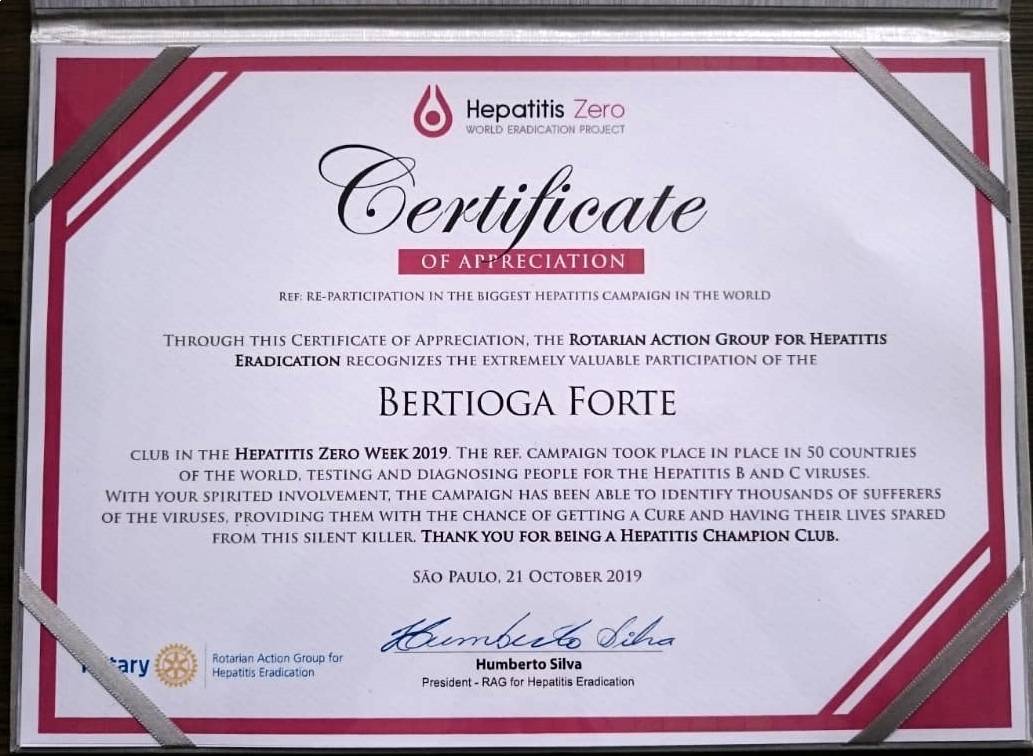 Hepatitis Zero
WORLD ERADICATION PROJECT
Certificate
OF APPRECIATION
REF: RE-PARTICIPATION IN THE BIGGEST HEPATITIS CAMPAIGN IN THE WORLD
THROUGH THIS CERTIFICATE OF APPRECIATION, THE ROTARIAN ACTION GROUP FOR HEPATITIS
ERADICATION RECOGNIZES THE EXTREMELY VALUABLE PARTICIPATION OF THE
BERTIOGA FORTE
CLUB IN THE HEPATITIS ZERO WEEK 2019. THE REF. CAMPAIGN TOOK PLACE IN PLACE IN 50 COUNTRIES
OF THE WORLD, TESTING AND DIAGNOSING PEOPLE FOR THE HEPATITIS B AND C VIRUSES.
WITH YOUR SPIRITED INVOLVEMENT, THE CAMPAIGN HAS BEEN ABLE TO IDENTIFY THOUSANDS OF SUFFERERS
OF THE VIRUSES, PROVIDING THEM WITH THE CHANCE OF GETTING A CURE AND HAVING THEIR LIVES SPARED
FROM THIS SILENT KILLER. THANK YOU FOR BEING A HEPATITIS CHAMPION CLUB.
SÃO PAULO, 21 OCTOBER 2019
Humberto Silva
Humberto Silva
President - RAG for Hepatitis Eradication
Rotarian Action Group for
Hepatitis Eradication